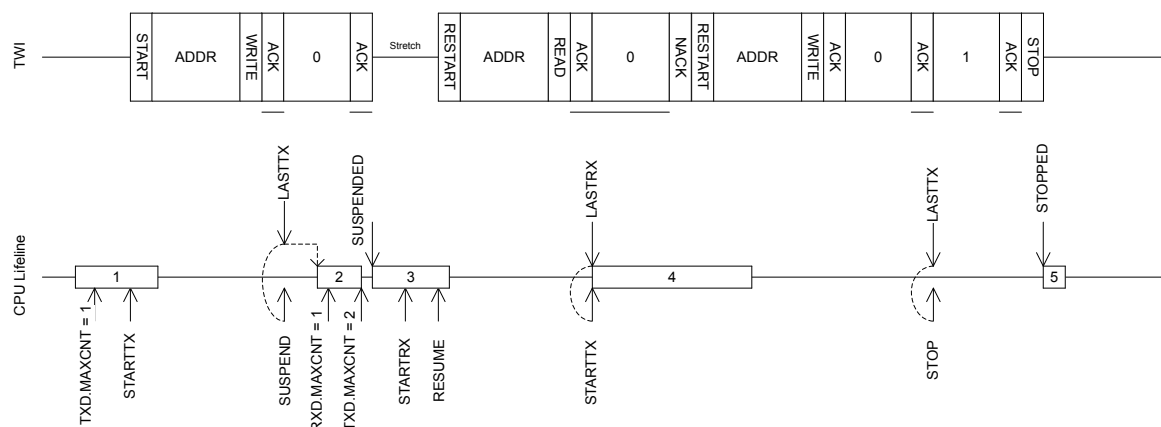 TWI
START
ADDR
WRITE
ACK
0
ACK
Stretch
RESTART
ADDR
READ
ACK
0
NACK
RESTART
ADDR
WRITE
ACK
0
ACK
1
ACK
STOP
LASTTX
SUSPENDED
LASTRX
LASTTX
STOPPED
CPU Lifeline
1
2
3
4
5
TXD.MAXCNT = 1
STARTTX
SUSPEND
RXD.MAXCNT = 1
TXD.MAXCNT = 2
STARTRX
RESUME
STARTTX
STOP